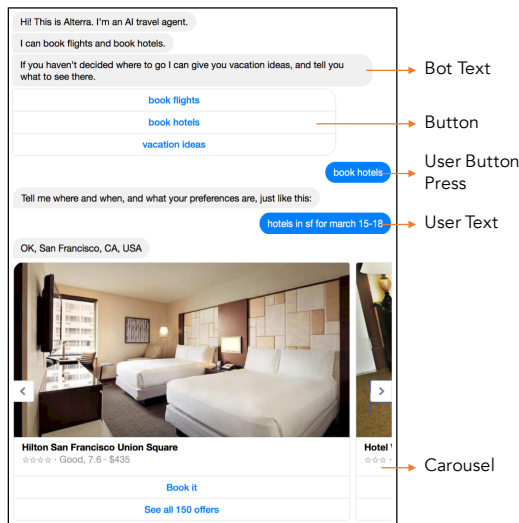 Hi! This is Alterra. I'm an AI travel agent.
I can book flights and book hotels.
If you haven't decided where to go I can give you vacation ideas, and tell you
what to see there.
Bot Text
book flights
book hotels
Button
vacation ideas
book hotels
User Button
Press
Tell me where and when, and what your preferences are, just like this:
hotels in sf for march 15-18
User Text
OK, San Francisco, CA, USA
Hilton San Francisco Union Square
☆☆☆☆ · Good, 7.6 · $435
Hotel
☆☆☆ ·
Carousel
Book it
See all 150 offers